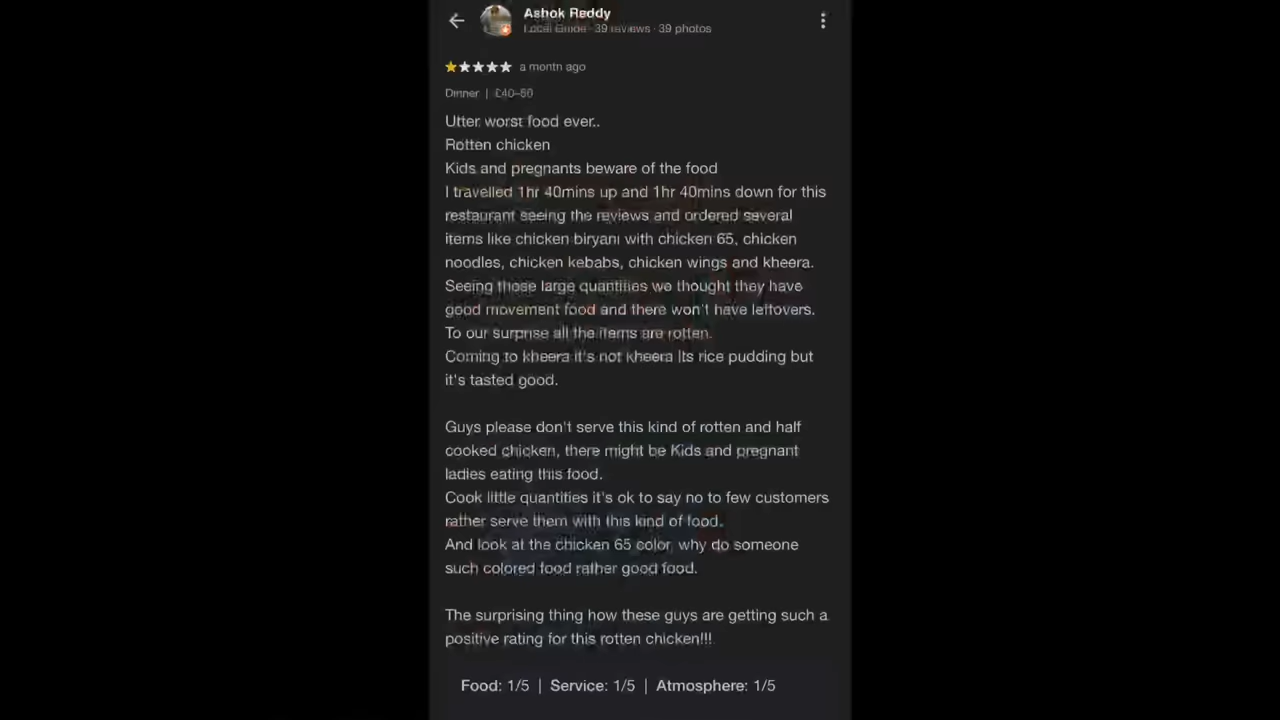 Ashok Reddy
Local Guide · 39 reviews · 39 photos
a month ago
Dinner | £40–50
Utter worst food ever..
Rotten chicken
Kids and pregnants beware of the food
I travelled 1hr 40mins up and 1hr 40mins down for this
restaurant seeing the reviews and ordered several
items like chicken biryani with chicken 65, chicken
noodles, chicken kebabs, chicken wings and kheera.
Seeing those large quantities we thought they have
good movement food and there won't have leftovers.
To our surprise all the items are rotten.
Coming to kheera it's not kheera Its rice pudding but
it's tasted good.
Guys please don't serve this kind of rotten and half
cooked chicken, there might be Kids and pregnant
ladies eating this food.
Cook little quantities it's ok to say no to few customers
rather serve them with this kind of food.
And look at the chicken 65 color, why do someone
such colored food rather good food.
The surprising thing how these guys are getting such a
positive rating for this rotten chicken!!!
Food: 1/5 | Service: 1/5 | Atmosphere: 1/5